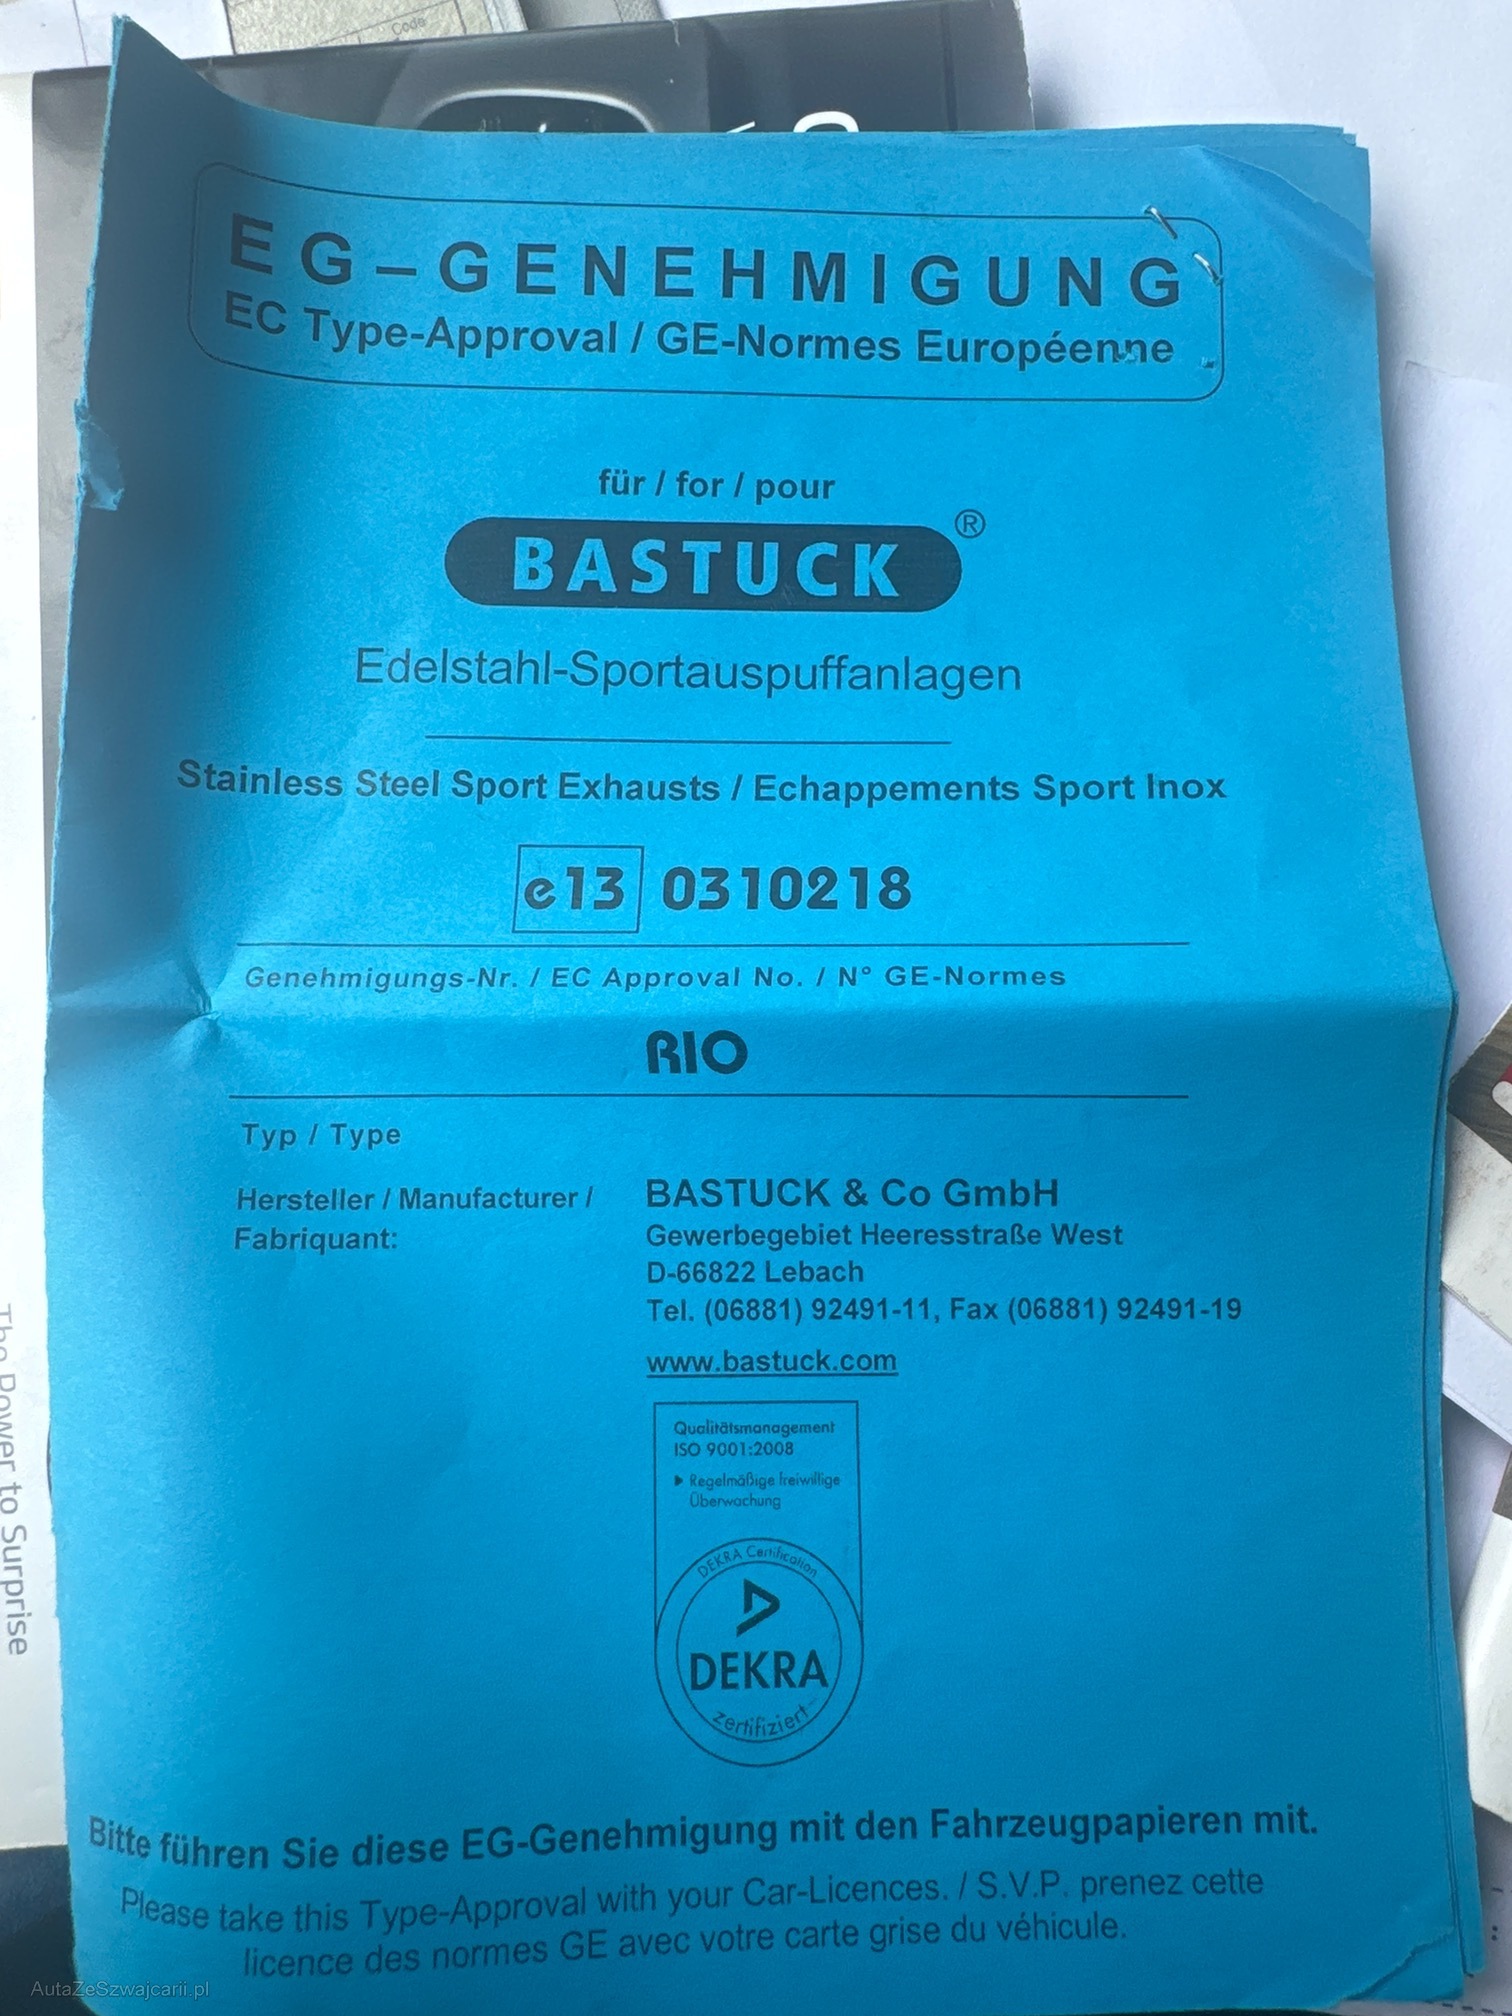 Code
EG-GENEHMIGUNG
EC Type-Approval / GE-Normes Européenne
für / for / pour
BASTUCK®
Edelstahl-Sportauspuffanlagen
Stainless Steel Sport Exhausts / Echappements Sport Inox
e13 0310218
Genehmigungs-Nr. / EC Approval No. / N° GE-Normes
RIO
Typ / Type
Hersteller / Manufacturer /
Fabriquant:
BASTUCK & Co GmbH
Gewerbegebiet Heeresstraße West
D-66822 Lebach
Tel. (06881) 92491-11, Fax (06881) 92491-19
www.bastuck.com
Qualitätsmanagement
ISO 9001:2008
Regelmäßige freiwillige
Überwachung
DEKRA Certification
DEKRA
zertifiziert
Bitte führen Sie diese EG-Genehmigung mit den Fahrzeugpapieren mit.
Please take this Type-Approval with your Car-Licences. / S.V.P. prenez cette
licence des normes GE avec votre carte grise du véhicule.
The Power to Surprise
AutaZeSzwajcarii.pl